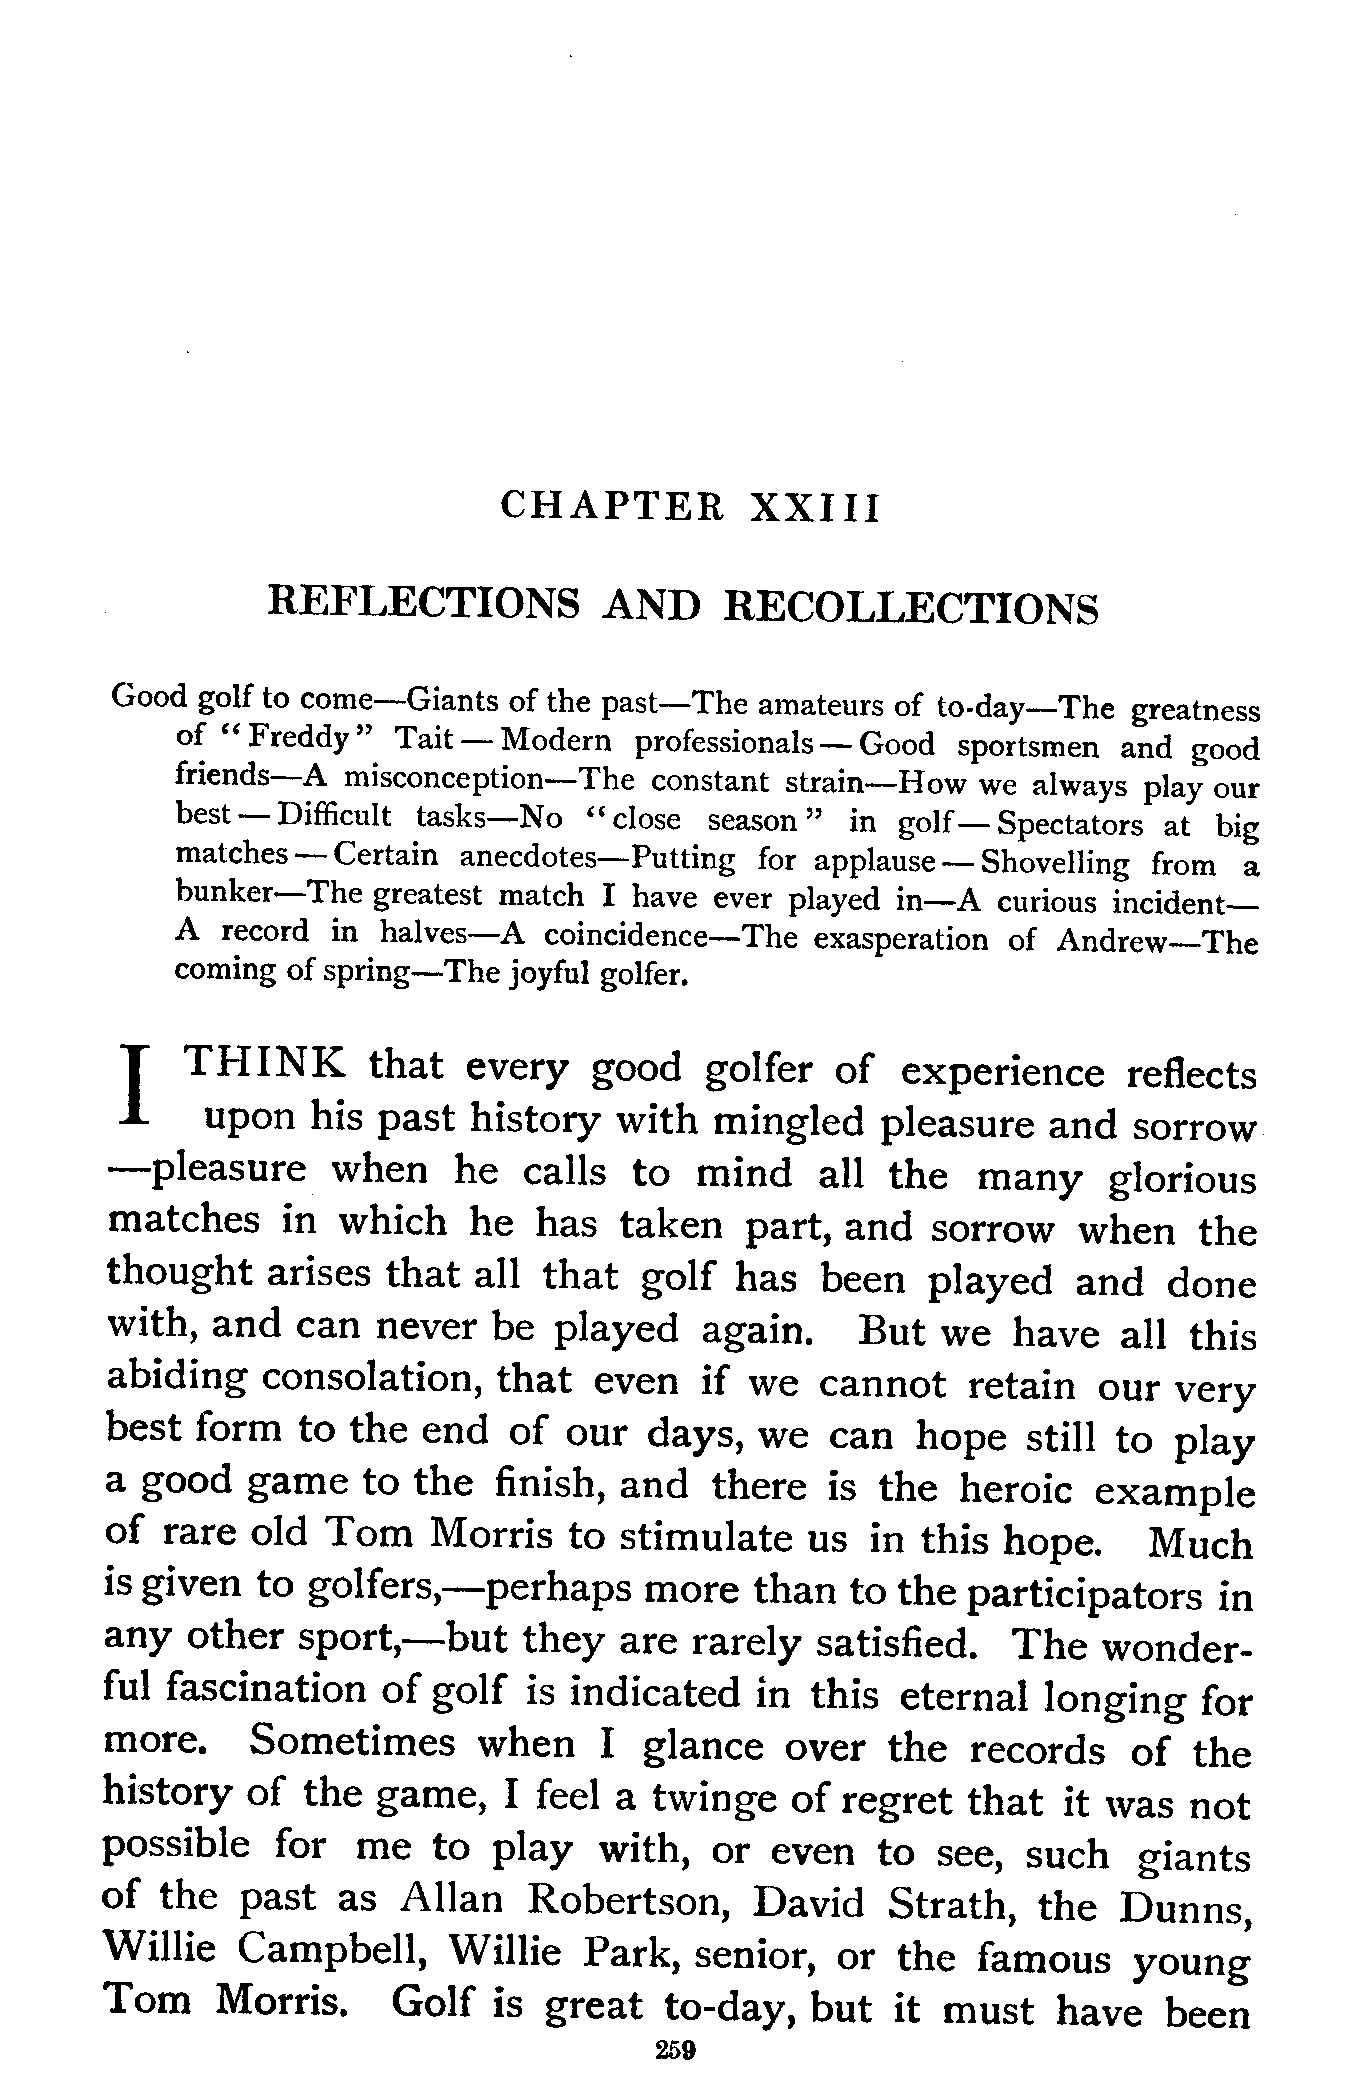 CHAPTER XXIII
REFLECTIONS AND RECOLLECTIONS
Good golf to come—Giants of the past—The amateurs of to-day—The greatness
of "Freddy" Tait — Modern professionals — Good sportsmen and good
friends—A misconception—The constant strain—How we always play our
best — Difficult tasks—No "close season" in golf — Spectators at big
matches — Certain anecdotes—Putting for applause — Shovelling from a
bunker—The greatest match I have ever played in—A curious incident—
A record in halves—A coincidence—The exasperation of Andrew—The
coming of spring—The joyful golfer.
I THINK that every good golfer of experience reflects
upon his past history with mingled pleasure and sorrow
—pleasure when he calls to mind all the many glorious
matches in which he has taken part, and sorrow when the
thought arises that all that golf has been played and done
with, and can never be played again. But we have all this
abiding consolation, that even if we cannot retain our very
best form to the end of our days, we can hope still to play
a good game to the finish, and there is the heroic example
of rare old Tom Morris to stimulate us in this hope. Much
is given to golfers,—perhaps more than to the participators in
any other sport,—but they are rarely satisfied. The wonder-
ful fascination of golf is indicated in this eternal longing for
more. Sometimes when I glance over the records of the
history of the game, I feel a twinge of regret that it was not
possible for me to play with, or even to see, such giants
of the past as Allan Robertson, David Strath, the Dunns,
Willie Campbell, Willie Park, senior, or the famous young
Tom Morris. Golf is great to-day, but it must have been
259